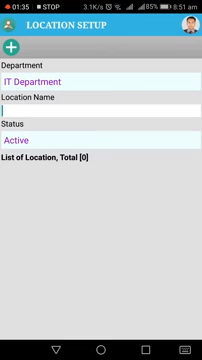 01:35 STOP 3.1K/s 85% 8:51 am
LOCATION SETUP
Department
IT Department
Location Name
Status
Active
List of Location, Total [0]